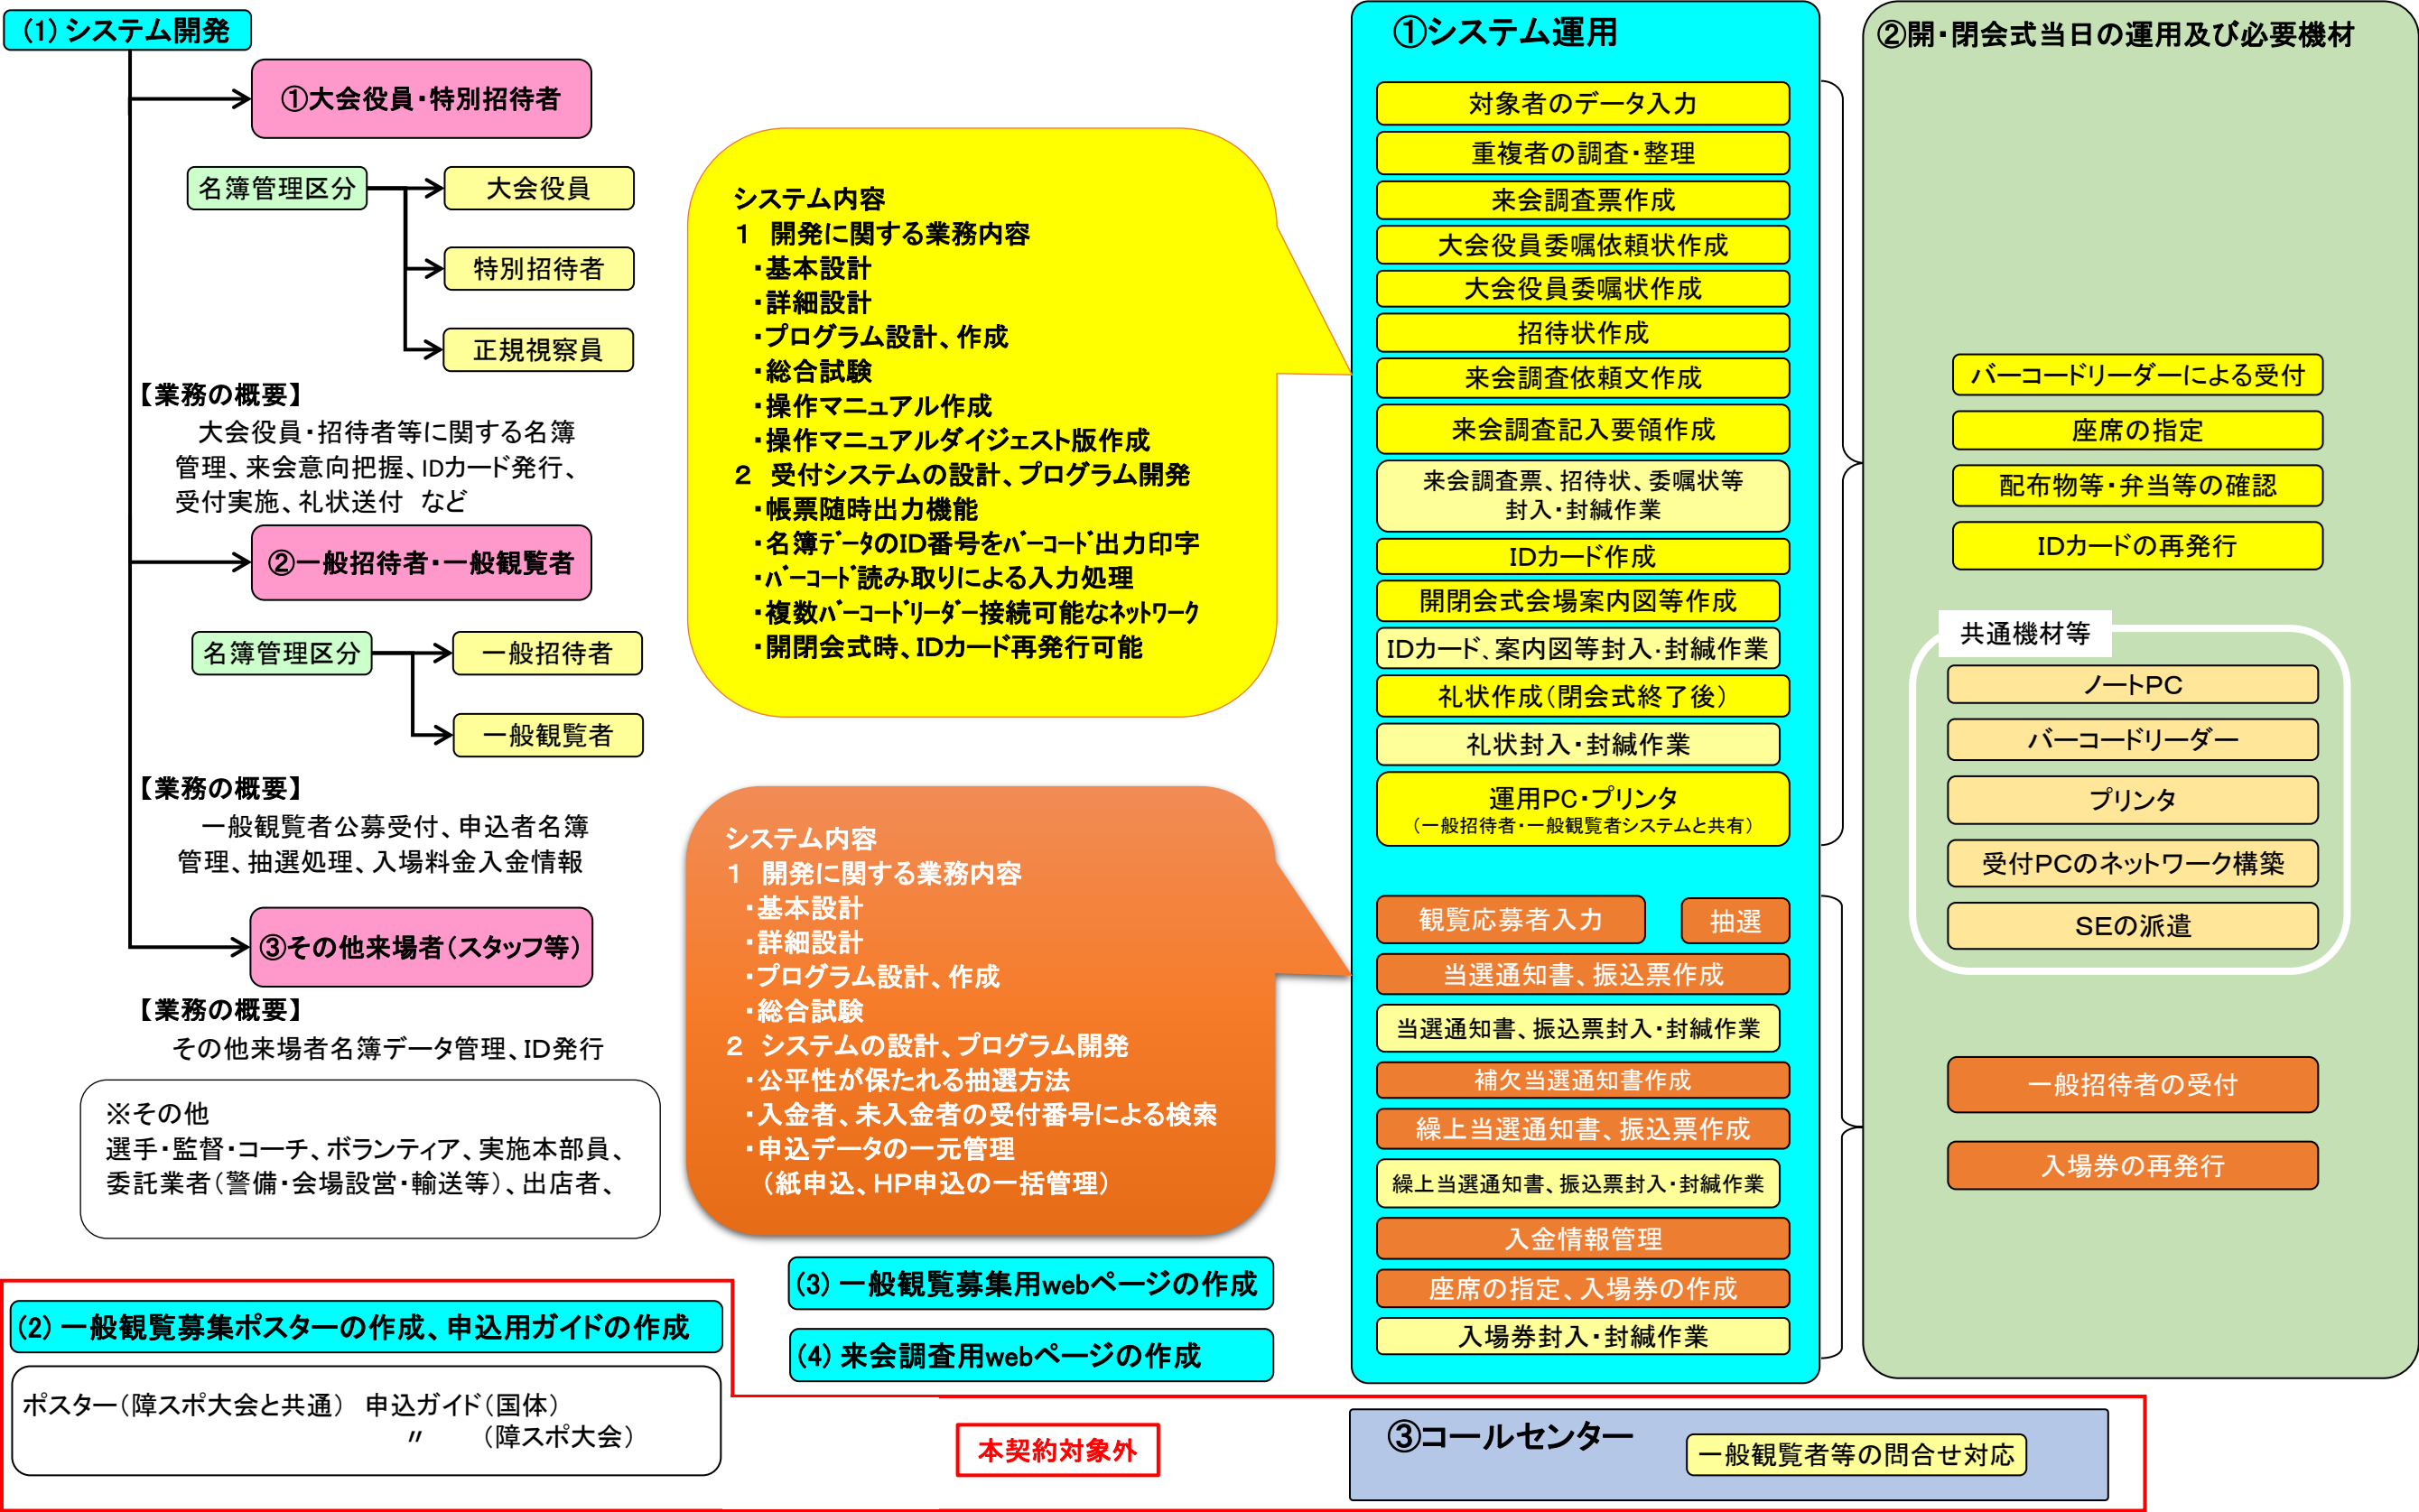 (1) システム開発
①大会役員・特別招待者
名簿管理区分
大会役員
特別招待者
正規視察員
【業務の概要】
大会役員・招待者等に関する名簿
管理、来会意向把握、IDカード発行、
受付実施、礼状送付　など
②一般招待者・一般観覧者
名簿管理区分
一般招待者
一般観覧者
【業務の概要】
一般観覧者公募受付、申込者名簿
管理、抽選処理、入場料金入金情報
③その他来場者（スタッフ等）
【業務の概要】
その他来場者名簿データ管理、ID発行
※その他
選手・監督・コーチ、ボランティア、実施本部員、
委託業者（警備・会場設営・輸送等）、出店者、
(2) 一般観覧募集ポスターの作成、申込用ガイドの作成
ポスター（障スポ大会と共通）　申込ガイド（国体）
〃　　（障スポ大会）
システム内容
１　開発に関する業務内容
・基本設計
・詳細設計
・プログラム設計、作成
・総合試験
・操作マニュアル作成
・操作マニュアルダイジェスト版作成
２　受付システムの設計、プログラム開発
・帳票随時出力機能
・名簿ﾃﾞｰﾀのID番号をﾊﾞｰｺｰﾄﾞ出力印字
・ﾊﾞｰｺｰﾄﾞ読み取りによる入力処理
・複数ﾊﾞｰｺｰﾄﾞﾘｰﾀﾞｰ接続可能なﾈｯﾄﾜｰｸ
・開閉会式時、IDカード再発行可能
システム内容
１　開発に関する業務内容
・基本設計
・詳細設計
・プログラム設計、作成
・総合試験
２　システムの設計、プログラム開発
・公平性が保たれる抽選方法
・入金者、未入金者の受付番号による検索
・申込データの一元管理
（紙申込、HP申込の一括管理）
(3) 一般観覧募集用webページの作成
(4) 来会調査用webページの作成
本契約対象外
①システム運用
対象者のデータ入力
重複者の調査・整理
来会調査票作成
大会役員委嘱依頼状作成
大会役員委嘱状作成
招待状作成
来会調査依頼文作成
来会調査記入要領作成
来会調査票、招待状、委嘱状等
封入・封緘作業
IDカード作成
開閉会式会場案内図等作成
IDカード、案内図等封入・封緘作業
礼状作成（閉会式終了後）
礼状封入・封緘作業
運用PC・プリンタ
（一般招待者・一般観覧者システムと共有）
観覧応募者入力
抽選
当選通知書、振込票作成
当選通知書、振込票封入・封緘作業
補欠当選通知書作成
繰上当選通知書、振込票作成
繰上当選通知書、振込票封入・封緘作業
入金情報管理
座席の指定、入場券の作成
入場券封入・封緘作業
②開・閉会式当日の運用及び必要機材
バーコードリーダーによる受付
座席の指定
配布物等・弁当等の確認
IDカードの再発行
共通機材等
ノートPC
バーコードリーダー
プリンタ
受付PCのネットワーク構築
SEの派遣
一般招待者の受付
入場券の再発行
③コールセンター
一般観覧者等の問合せ対応